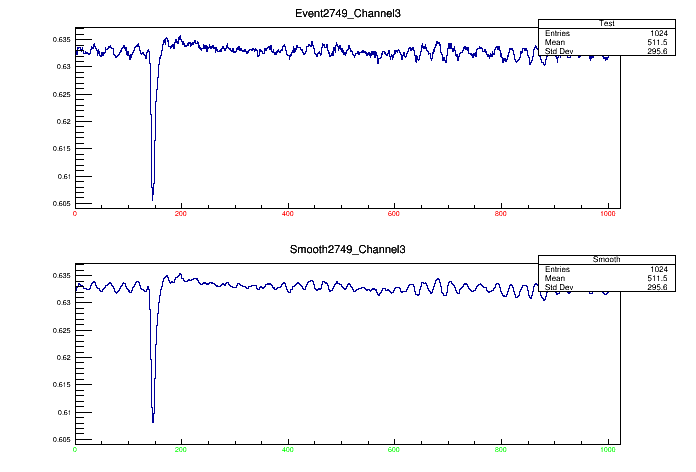 Event2749_Channel3
Test
Entries 1024
Mean 511.5
Std Dev 295.6
0.635
0.63
0.625
0.62
0.615
0.61
0.605
0 200 400 600 800 1000
Smooth2749_Channel3
Smooth
Entries 1024
Mean 511.5
Std Dev 295.6
0.635
0.63
0.625
0.62
0.615
0.61
0.605
0 200 400 600 800 1000